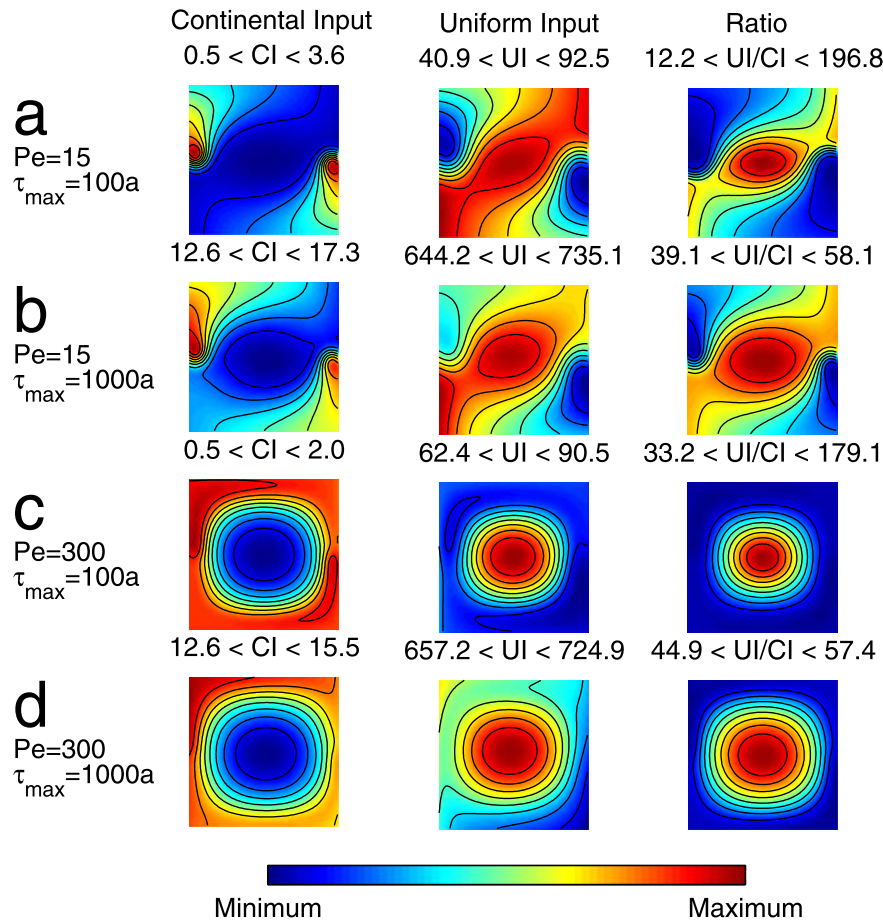 Continental Input Uniform Input Ratio
0.5 < CI < 3.6 40.9 < UI < 92.5 12.2 < UI/CI < 196.8
a
Pe=15
τmax=100a
12.6 < CI < 17.3 644.2 < UI < 735.1 39.1 < UI/CI < 58.1
b
Pe=15
τmax=1000a
0.5 < CI < 2.0 62.4 < UI < 90.5 33.2 < UI/CI < 179.1
c
Pe=300
τmax=100a
12.6 < CI < 15.5 657.2 < UI < 724.9 44.9 < UI/CI < 57.4
d
Pe=300
τmax=1000a
Minimum Maximum